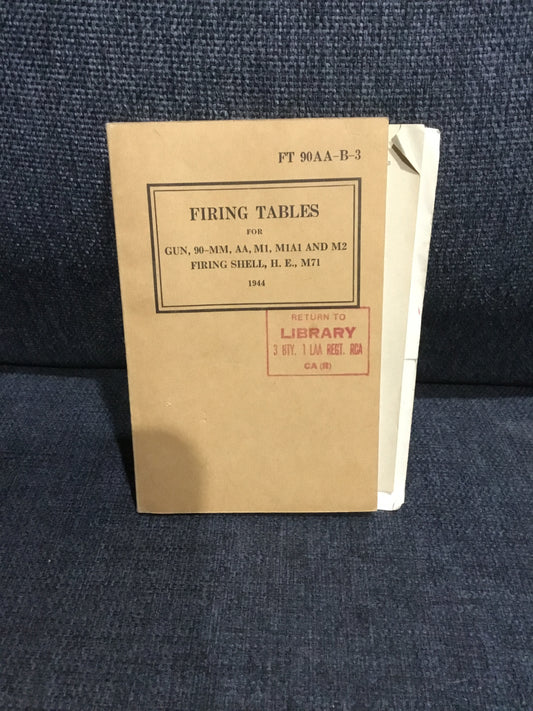 FT 90AA-B-3
FIRING TABLES
FOR
GUN, 90-MM, AA, M1, M1A1 AND M2
FIRING SHELL, H. E., M71
1944
RETURN TO
LIBRARY
3 BTY. 1 LAA REGT. RCA
CA (R)